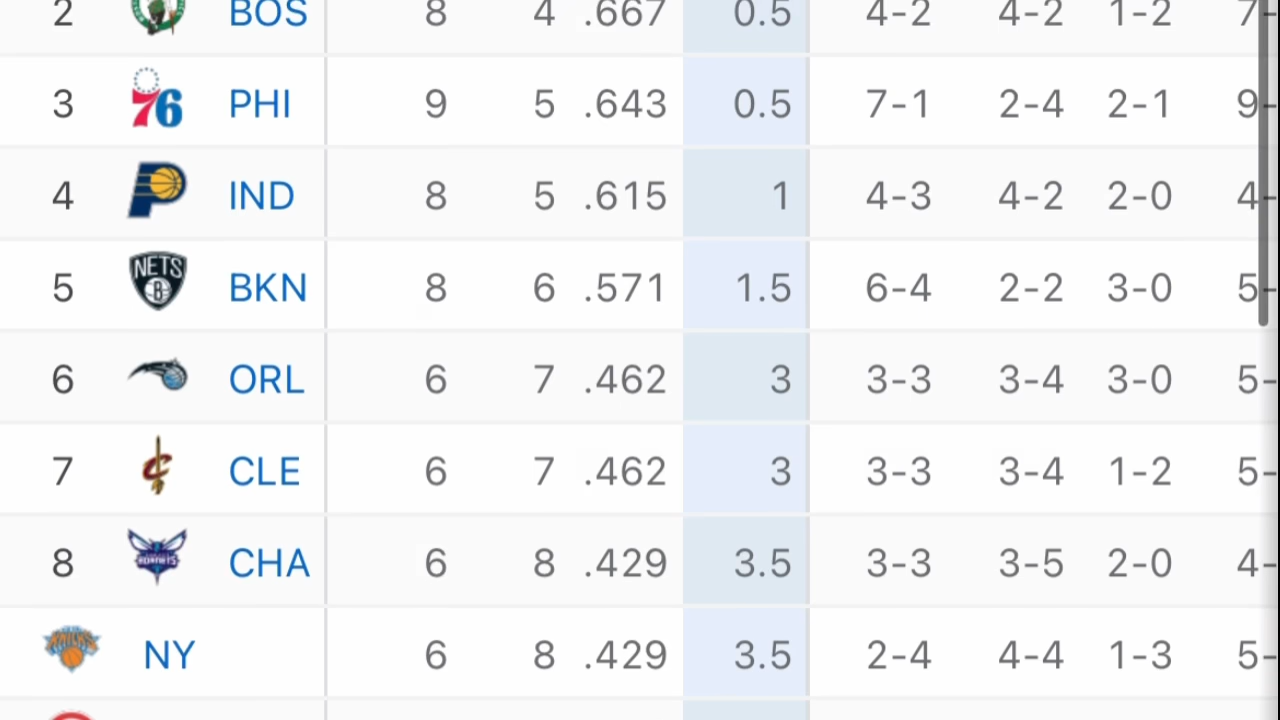 2 BOS 8 4 .667 0.5 4-2 4-2 1-2 7-
3 76 PHI 9 5 .643 0.5 7-1 2-4 2-1 9-
4 IND 8 5 .615 1 4-3 4-2 2-0 4-
5 NETS B BKN 8 6 .571 1.5 6-4 2-2 3-0 5-
6 ORL 6 7 .462 3 3-3 3-4 3-0 5-
7 CLE 6 7 .462 3 3-3 3-4 1-2 5-
8 HORNETS CHA 6 8 .429 3.5 3-3 3-5 2-0 4-
KNICKS NY 6 8 .429 3.5 2-4 4-4 1-3 5-